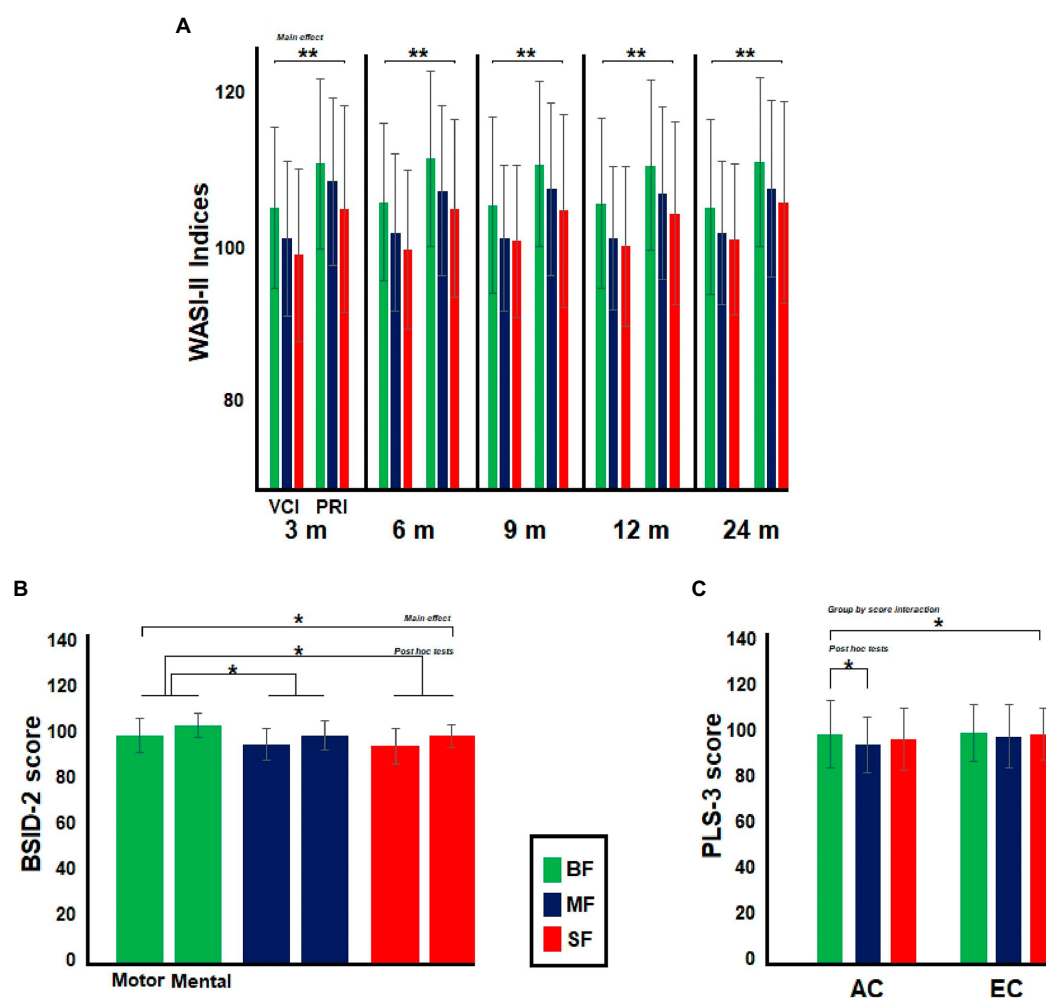 A
Main effect
** ** ** ** **
120
100
80
WASI-II Indices
VCI PRI
3 m 6 m 9 m 12 m 24 m
B
Main effect
*
Post hoc tests
*
*
140
120
100
80
60
40
20
0
BSID-2 score
Motor Mental
BF
MF
SF
C
Group by score interaction
*
Post hoc tests
*
140
120
100
80
60
40
20
0
PLS-3 score
AC EC